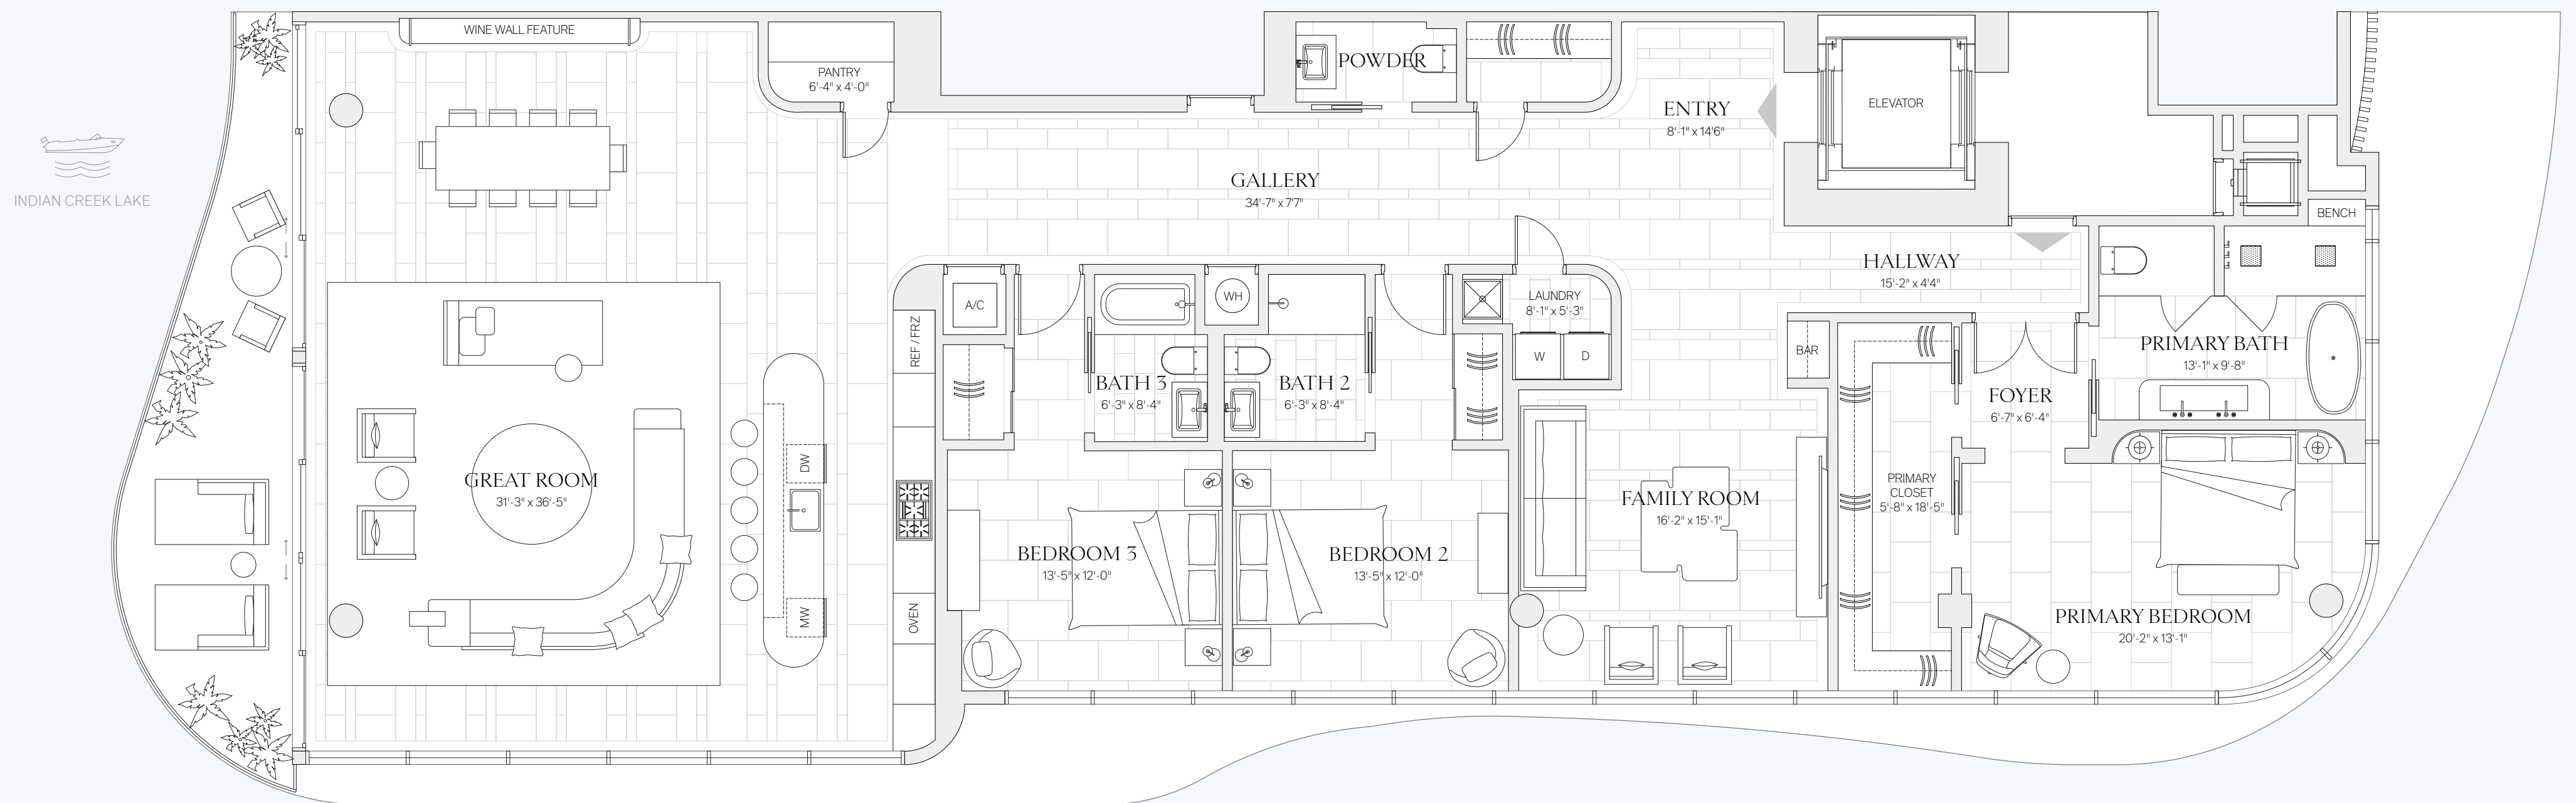 WINE WALL FEATURE
PANTRY
6'-4" x 4'-0"
POWDER
ENTRY
8'-1" x 14'6"
ELEVATOR
INDIAN CREEK LAKE
GALLERY
34'-7" x 7'7"
BENCH
HALLWAY
15'-2" x 4'4"
A/C
WH
LAUNDRY
8'-1" x 5'-3"
W
D
REF / FRZ
BAR
PRIMARY BATH
13'-1" x 9'-8"
BATH 3
6'-3" x 8'-4"
BATH 2
6'-3" x 8'-4"
FOYER
6'-7" x 6'-4"
GREAT ROOM
31'-3" x 36'-5"
DW
MW
OVEN
FAMILY ROOM
16'-2" x 15'-1"
PRIMARY
CLOSET
5'-8" x 18'-5"
BEDROOM 3
13'-5" x 12'-0"
BEDROOM 2
13'-5" x 12'-0"
PRIMARY BEDROOM
20'-2" x 13'-1"